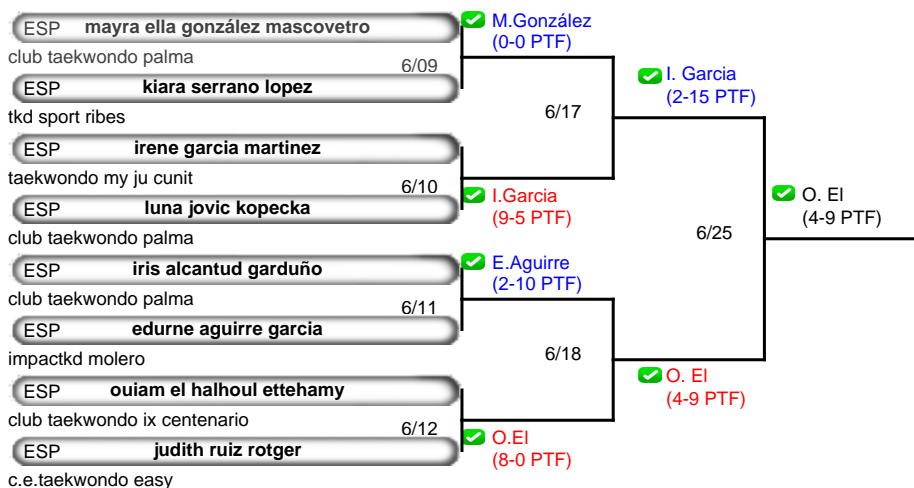 ESP mayra ella gonzález mascovetro
club taekwondo palma
6/09
ESP kiara serrano lopez
tkd sport ribes
ESP irene garcia martinez
taekwondo my ju cunit
6/10
ESP luna jovic kopecka
club taekwondo palma
ESP iris alcantud garduño
club taekwondo palma
6/11
ESP edurne aguirre garcia
impactkd molero
ESP ouiam el halhoul ettehamy
club taekwondo ix centenario
6/12
ESP judith ruiz rotger
c.e.taekwondo easy
M.González
(0-0 PTF)
6/17
I.Garcia
(9-5 PTF)
E.Aguirre
(2-10 PTF)
6/18
O.El
(8-0 PTF)
I. Garcia
(2-15 PTF)
6/25
O. El
(4-9 PTF)
O. El
(4-9 PTF)